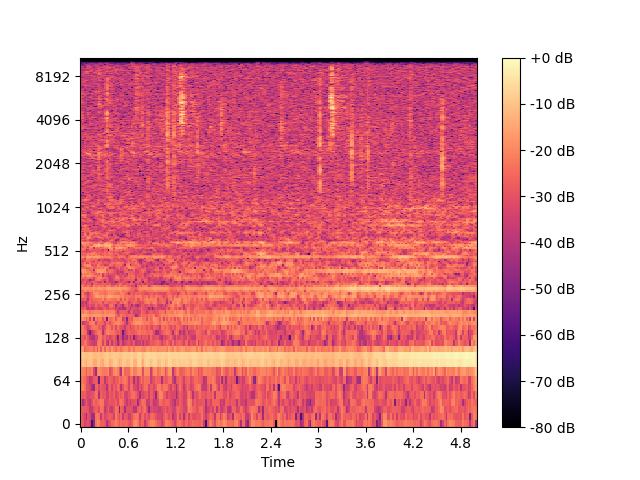 +0 dB
8192
-10 dB
4096
-20 dB
2048
-30 dB
1024
-40 dB
Hz
512
-50 dB
256
-60 dB
128
64
-70 dB
0
-80 dB
0 0.6 1.2 1.8 2.4 3 3.6 4.2 4.8
Time